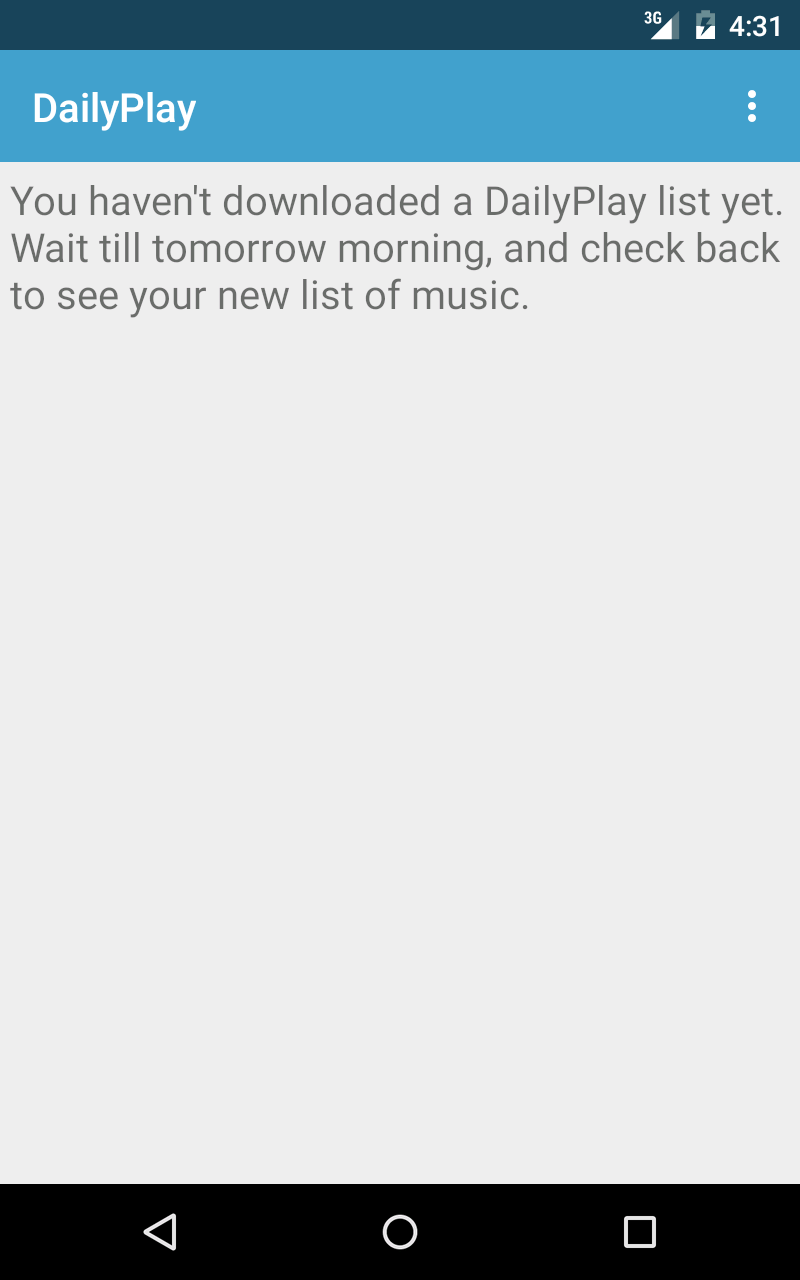 3G 4:31
DailyPlay
You haven't downloaded a DailyPlay list yet.
Wait till tomorrow morning, and check back
to see your new list of music.